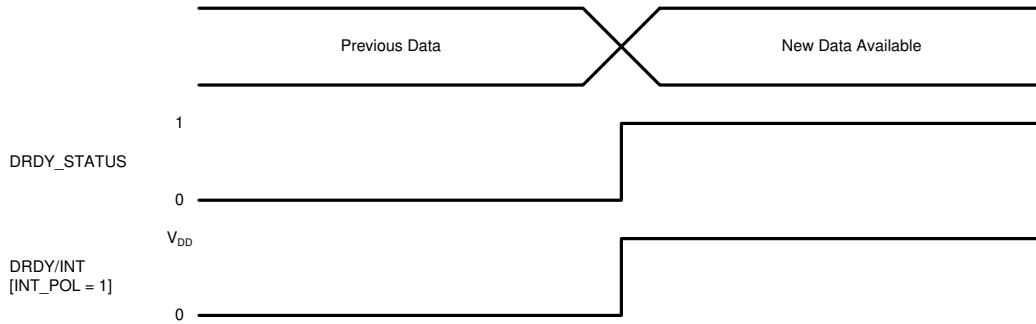 Previous Data
New Data Available
1
DRDY_STATUS
0
VDD
DRDY/INT
[INT_POL = 1]
0